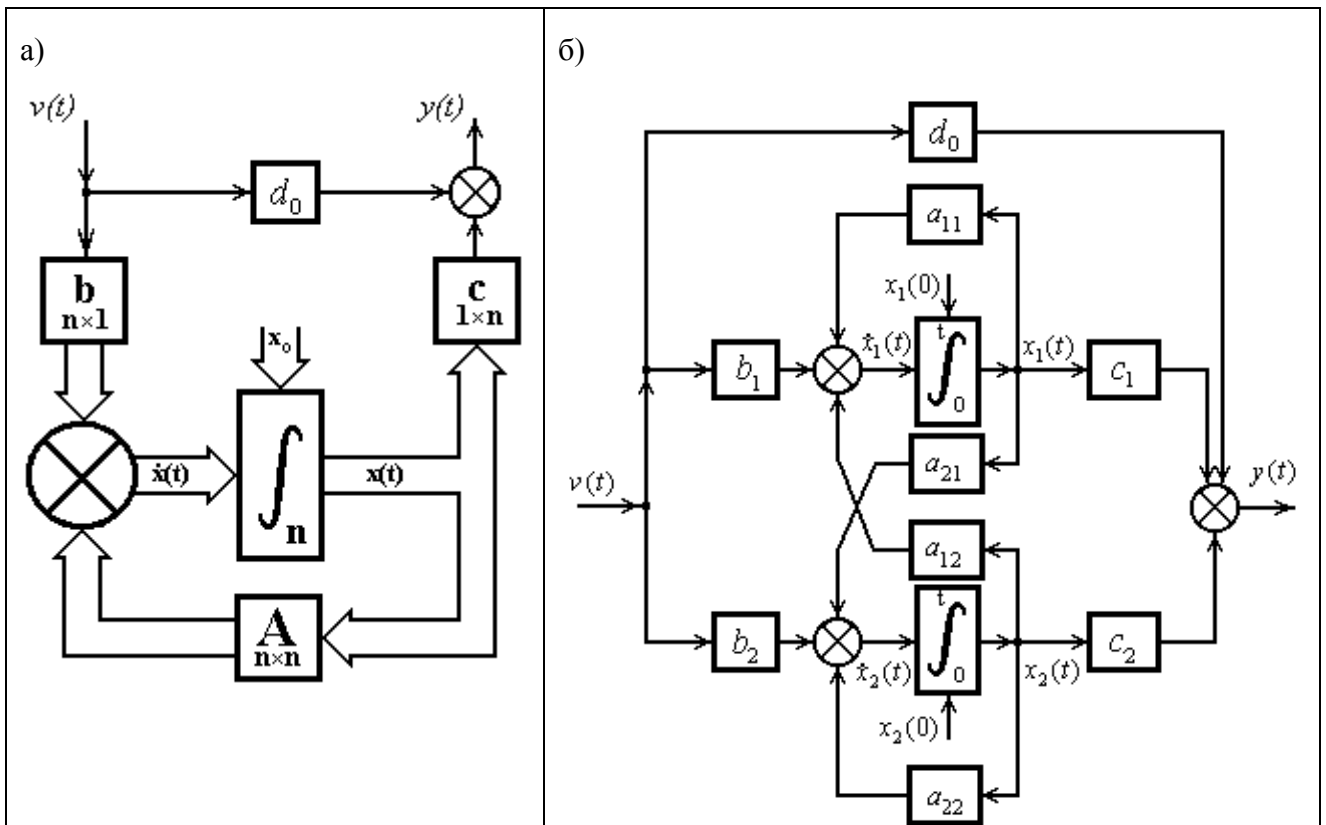 а)
v(t)
y(t)
d₀
b
n×1
c
1×n
x₀
ẋ(t)
∫
n
x(t)
A
n×n
б)
d₀
a₁₁
x₁(0)
b₁
ẋ₁(t)
t
∫
0
x₁(t)
c₁
a₂₁
v(t)
y(t)
a₁₂
b₂
ẋ₂(t)
t
∫
0
x₂(t)
c₂
x₂(0)
a₂₂